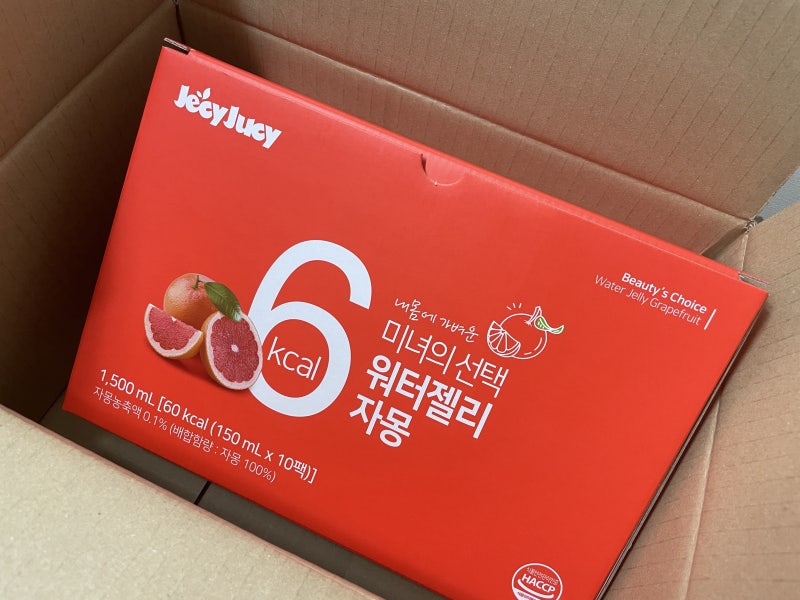 JecyJucy
Beauty's Choice
Water Jelly Grapefruit
6
kcal
내 몸에 가벼운
미녀의 선택
워터젤리
자몽
1,500 mL [60 kcal (150 mL x 10팩)]
자몽농축액 0.1% (배합함량 : 자몽 100%)
HACCP